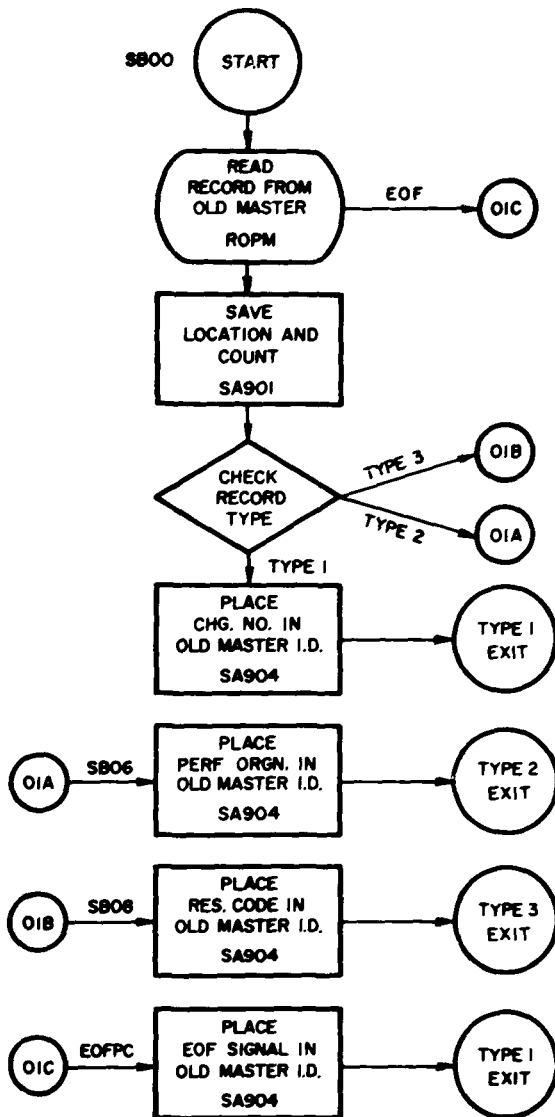 SB00
START
READ
RECORD FROM
OLD MASTER
ROPM
EOF
01C
SAVE
LOCATION AND
COUNT
SA901
CHECK
RECORD
TYPE
TYPE 3
01B
TYPE 2
01A
TYPE 1
PLACE
CHG. NO. IN
OLD MASTER I.D.
SA904
TYPE 1
EXIT
01A
SB06
PLACE
PERF ORGN. IN
OLD MASTER I.D.
SA904
TYPE 2
EXIT
01B
SB08
PLACE
RES. CODE IN
OLD MASTER I.D.
SA904
TYPE 3
EXIT
01C
EOFPC
PLACE
EOF SIGNAL IN
OLD MASTER I.D.
SA904
TYPE 1
EXIT